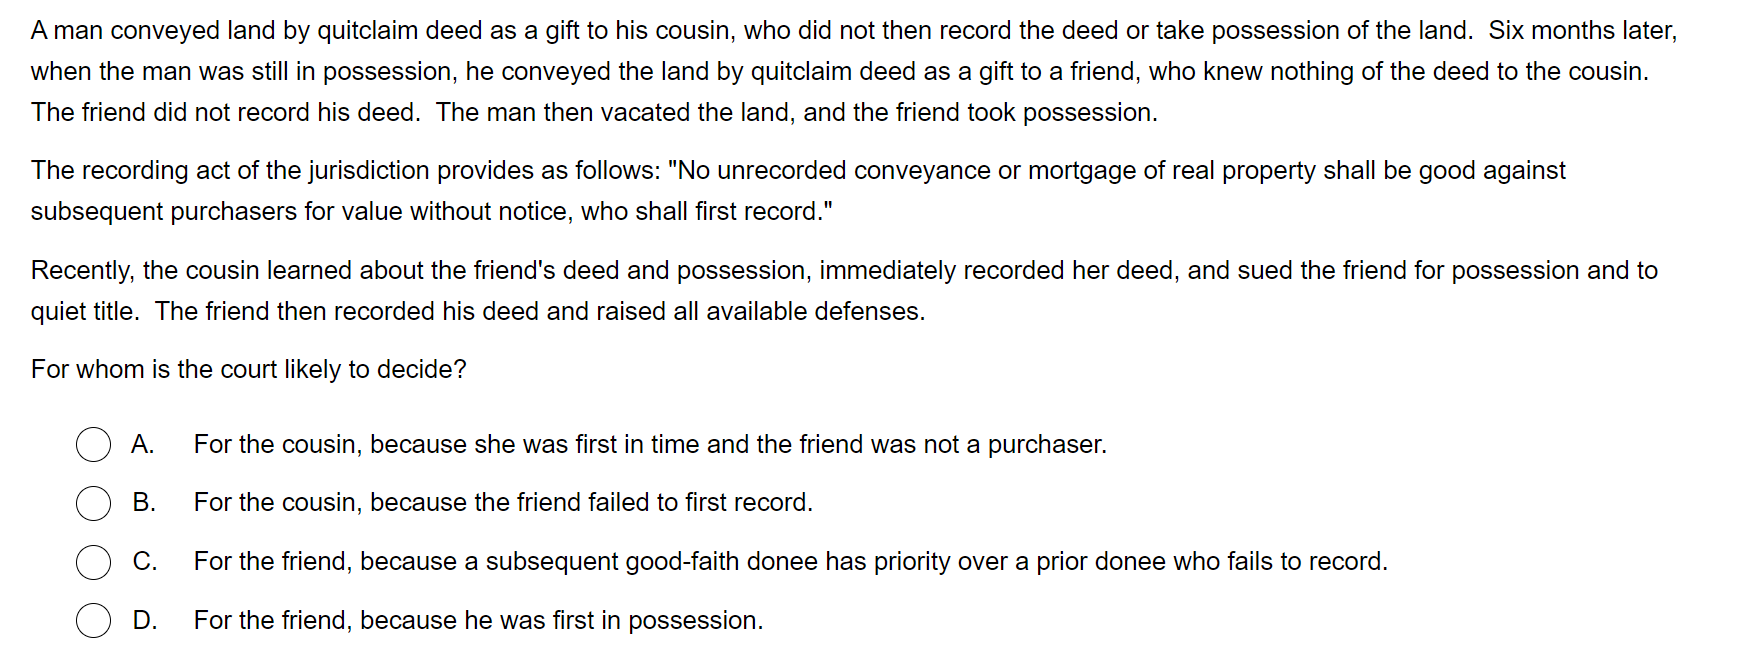 A man conveyed land by quitclaim deed as a gift to his cousin, who did not then record the deed or take possession of the land.  Six months later,
when the man was still in possession, he conveyed the land by quitclaim deed as a gift to a friend, who knew nothing of the deed to the cousin.
The friend did not record his deed.  The man then vacated the land, and the friend took possession.
The recording act of the jurisdiction provides as follows: "No unrecorded conveyance or mortgage of real property shall be good against
subsequent purchasers for value without notice, who shall first record."
Recently, the cousin learned about the friend's deed and possession, immediately recorded her deed, and sued the friend for possession and to
quiet title.  The friend then recorded his deed and raised all available defenses.
For whom is the court likely to decide?
A. For the cousin, because she was first in time and the friend was not a purchaser.
B. For the cousin, because the friend failed to first record.
C. For the friend, because a subsequent good-faith donee has priority over a prior donee who fails to record.
D. For the friend, because he was first in possession.